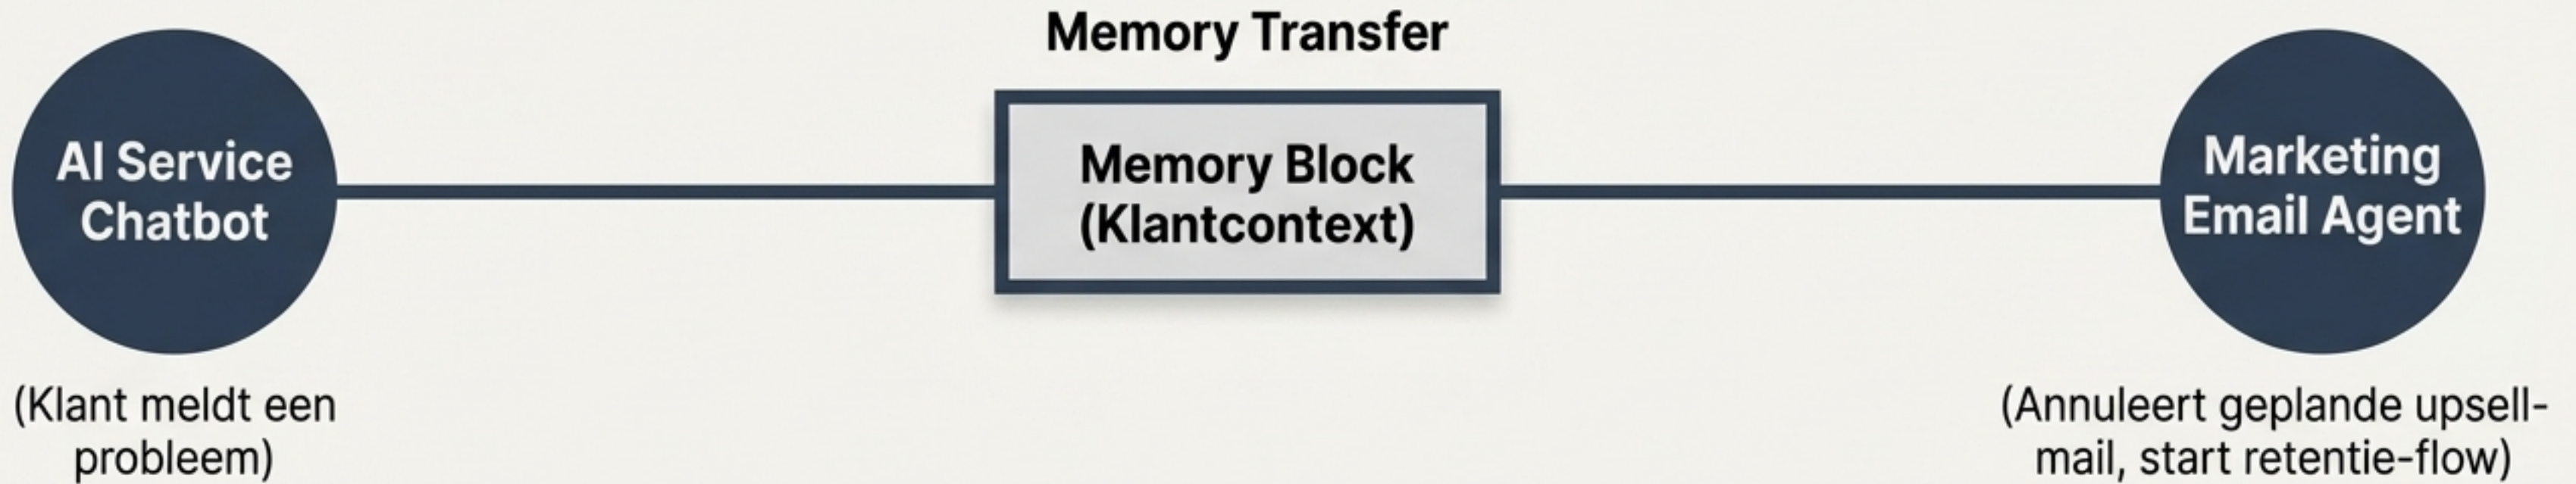 Memory Transfer
AI Service
Chatbot
Memory Block
(Klantcontext)
Marketing
Email Agent
(Klant meldt een
probleem)
(Annuleert geplande upsell-
mail, start retentie-flow)